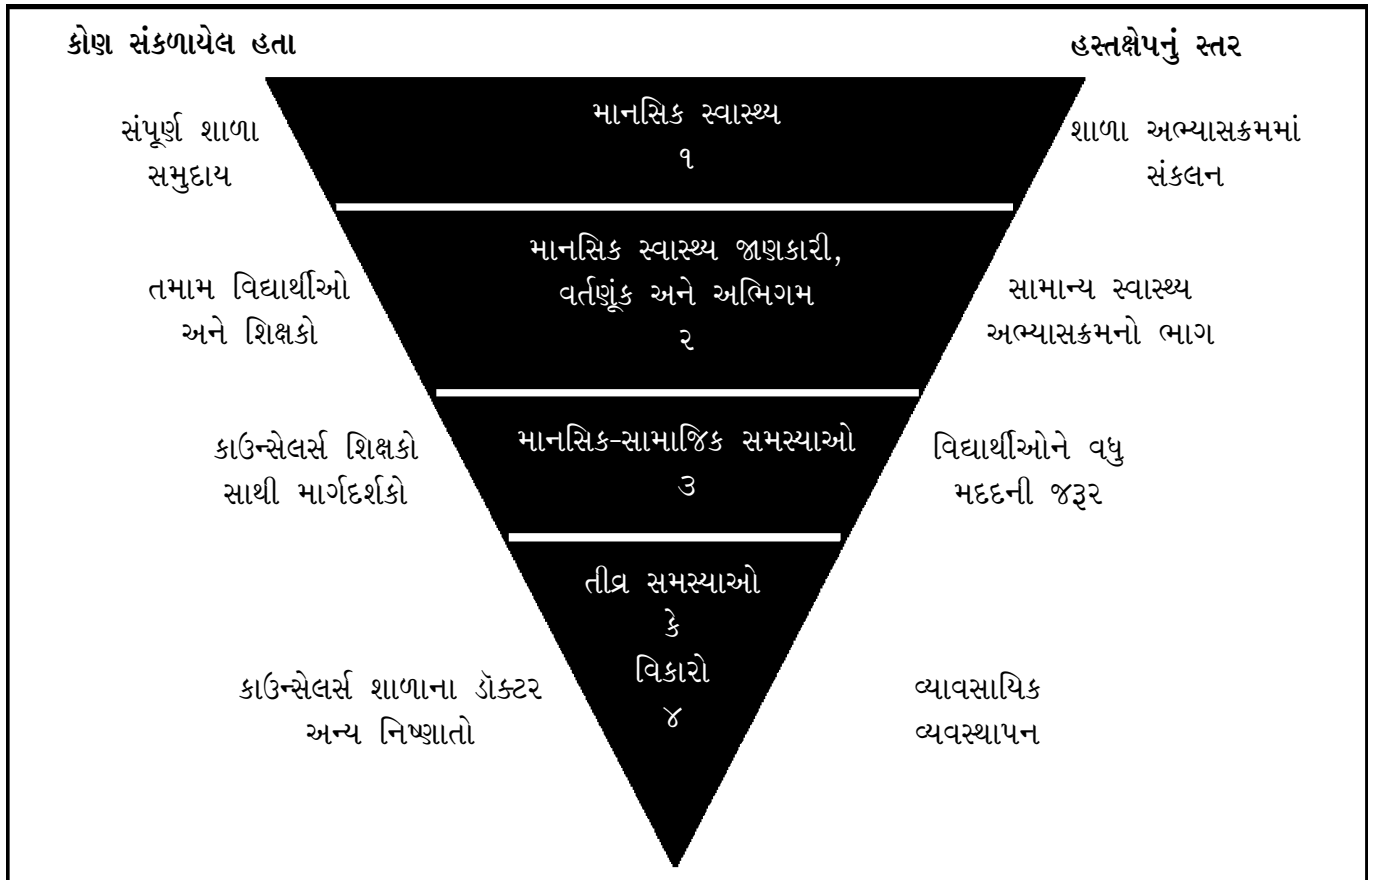 કોણ સંકળાયેલ હતા
હસ્તક્ષેપનું સ્તર
સંપૂર્ણ શાળા
સમુદાય
માનસિક સ્વાસ્થ્ય
૧
શાળા અભ્યાસક્રમમાં
સંકલન
તમામ વિદ્યાર્થીઓ
અને શિક્ષકો
માનસિક સ્વાસ્થ્ય જાણકારી,
વર્તણૂંક અને અભિગમ
૨
સામાન્ય સ્વાસ્થ્ય
અભ્યાસક્રમનો ભાગ
કાઉન્સેલર્સ શિક્ષકો
સાથી માર્ગદર્શકો
માનસિક-સામાજિક સમસ્યાઓ
૩
વિદ્યાર્થીઓને વધુ
મદદની જરૂર
તીવ્ર સમસ્યાઓ
કે
વિકારો
૪
કાઉન્સેલર્સ શાળાના ડૉક્ટર
અન્ય નિષ્ણાતો
વ્યાવસાયિક
વ્યવસ્થાપન